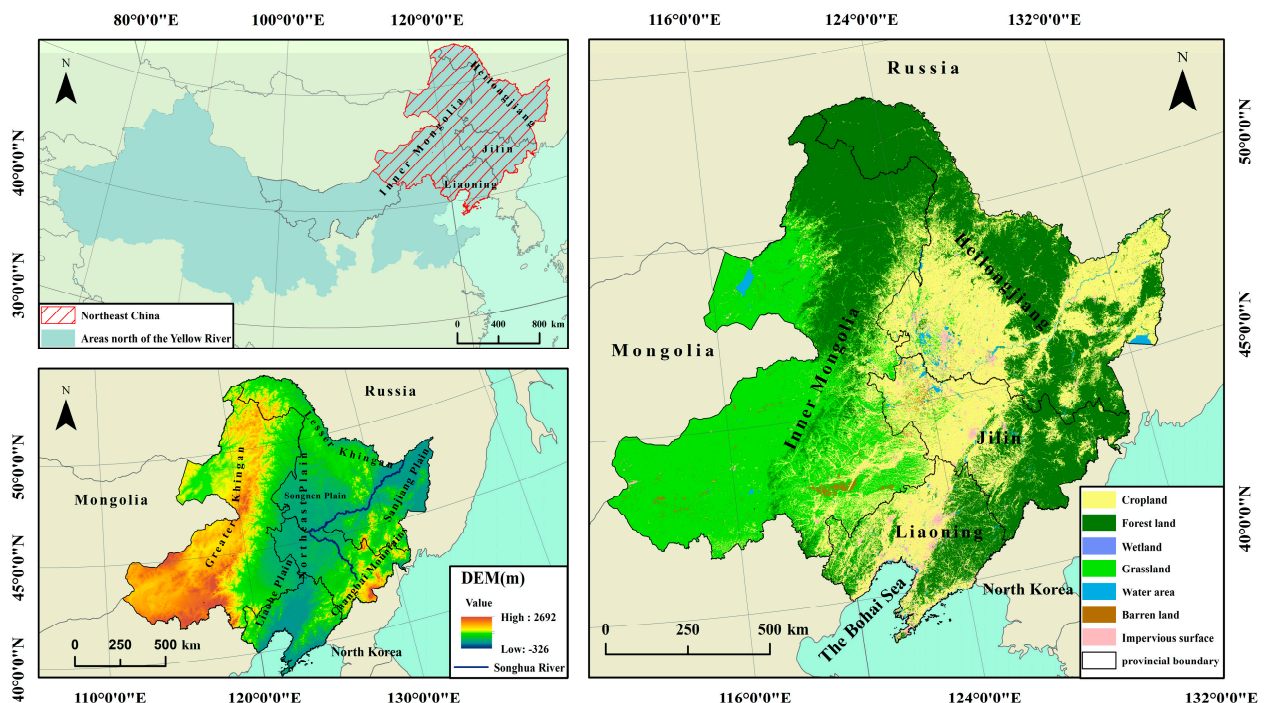 80°0'0"E
100°0'0"E
120°0'0"E
40°0'0"N
30°0'0"N
N
Heilongjiang
Inner Mongolia
Jilin
Liaoning
Northeast China
Areas north of the Yellow River
0 400 800 km
N
Russia
Mongolia
Lesser Khingan
Greater Khingan
Northeast Plain
Songnen Plain
Sanjiang Plain
Changbai Mountain
Liaohe Plain
North Korea
DEM(m)
Value
High : 2692
Low: -326
Songhua River
0 250 500 km
50°0'0"N
45°0'0"N
40°0'0"N
110°0'0"E
120°0'0"E
130°0'0"E
116°0'0"E
124°0'0"E
132°0'0"E
N
Russia
Mongolia
Heilongjiang
Inner Mongolia
Jilin
Liaoning
The Bohai Sea
North Korea
0 250 500 km
Cropland
Forest land
Wetland
Grassland
Water area
Barren land
Impervious surface
provincial boundary
50°0'0"N
45°0'0"N
40°0'0"N
116°0'0"E
124°0'0"E
132°0'0"E